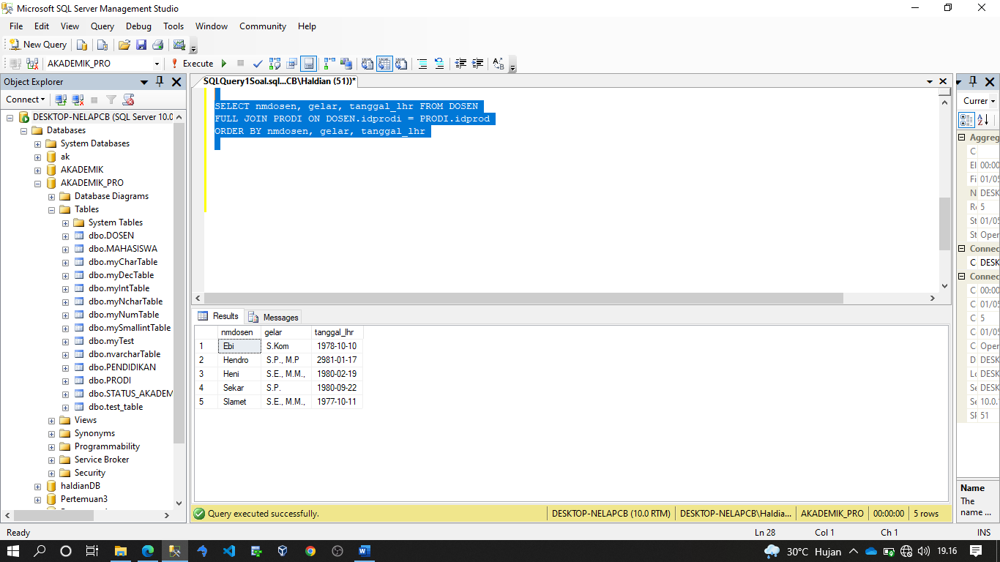 Microsoft SQL Server Management Studio
File Edit View Query Debug Tools Window Community Help
New Query
AKADEMIK_PRO Execute
Object Explorer
Connect
DESKTOP-NELAPCB (SQL Server 10.0
Databases
System Databases
ak
AKADEMIK
AKADEMIK_PRO
Database Diagrams
Tables
System Tables
dbo.DOSEN
dbo.MAHASISWA
dbo.myCharTable
dbo.myDecTable
dbo.myIntTable
dbo.myNcharTable
dbo.myNumTable
dbo.mySmallintTable
dbo.myTest
dbo.nvarcharTable
dbo.PENDIDIKAN
dbo.PRODI
dbo.STATUS_AKADEM
dbo.test_table
Views
Synonyms
Programmability
Service Broker
Security
haldianDB
Pertemuan3
SQLQuery1Soal.sql...CB\Haldian (51))*
SELECT nmdosen, gelar, tanggal_lhr FROM DOSEN
FULL JOIN PRODI ON DOSEN.idprodi = PRODI.idprod
ORDER BY nmdosen, gelar, tanggal_lhr
Results Messages
nmdosen gelar tanggal_lhr
1 Ebi S.Kom 1978-10-10
2 Hendro S.P., M.P 2981-01-17
3 Heni S.E., M.M., 1980-02-19
4 Sekar S.P. 1980-09-22
5 Slamet S.E., M.M., 1977-10-11
Query executed successfully. DESKTOP-NELAPCB (10.0 RTM) DESKTOP-NELAPCB\Haldia... AKADEMIK_PRO 00:00:00 5 rows
Currer
Aggreg
C
El 00:00
Fi 01/05
N DESK
Re 5
St 01/05
St Oper
Connec
C DESK
Connec
C 00:00
C 01/05
C 5
C 01/05
C Oper
D DESK
Lo DESK
Se DESK
Se 10.0.
SP 51
Name
The
name ...
Ready Ln 28 Col 1 Ch 1 INS
30°C Hujan 19.16